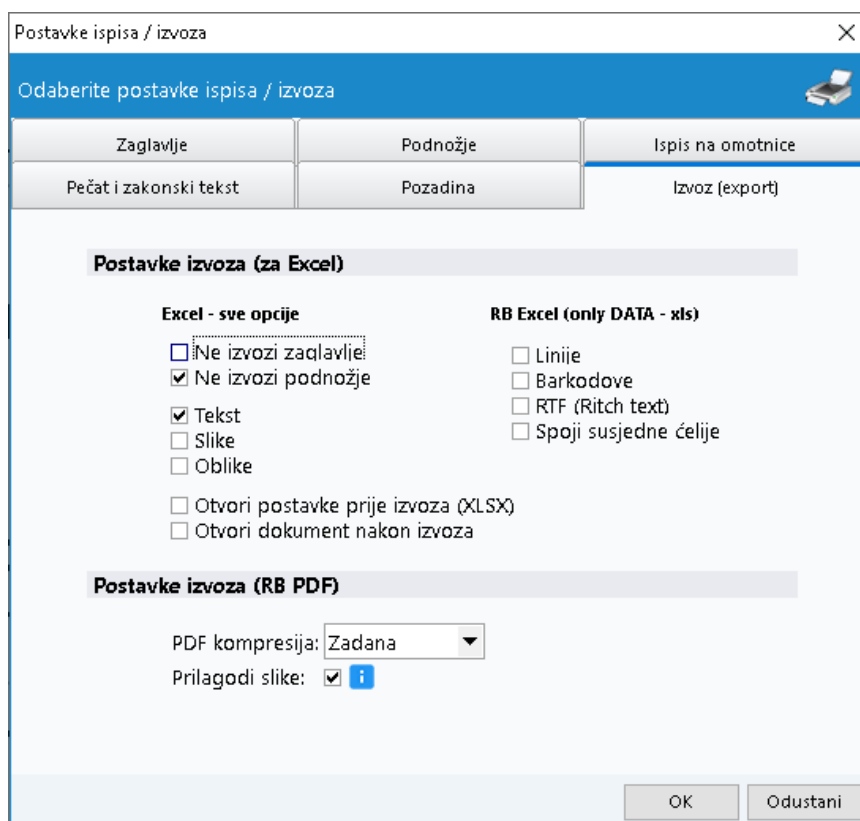 Postavke ispisa / izvoza
Odaberite postavke ispisa / izvoza
Zaglavlje
Podnožje
Ispis na omotnice
Pečat i zakonski tekst
Pozadina
Izvoz (export)
Postavke izvoza (za Excel)
Excel - sve opcije
Ne izvozi zaglavlje
Ne izvozi podnožje
Tekst
Slike
Oblike
Otvori postavke prije izvoza (XLSX)
Otvori dokument nakon izvoza
RB Excel (only DATA - xls)
Linije
Barkodove
RTF (Ritch text)
Spoji susjedne ćelije
Postavke izvoza (RB PDF)
PDF kompresija: Zadana
Prilagodi slike: i
OK
Odustani